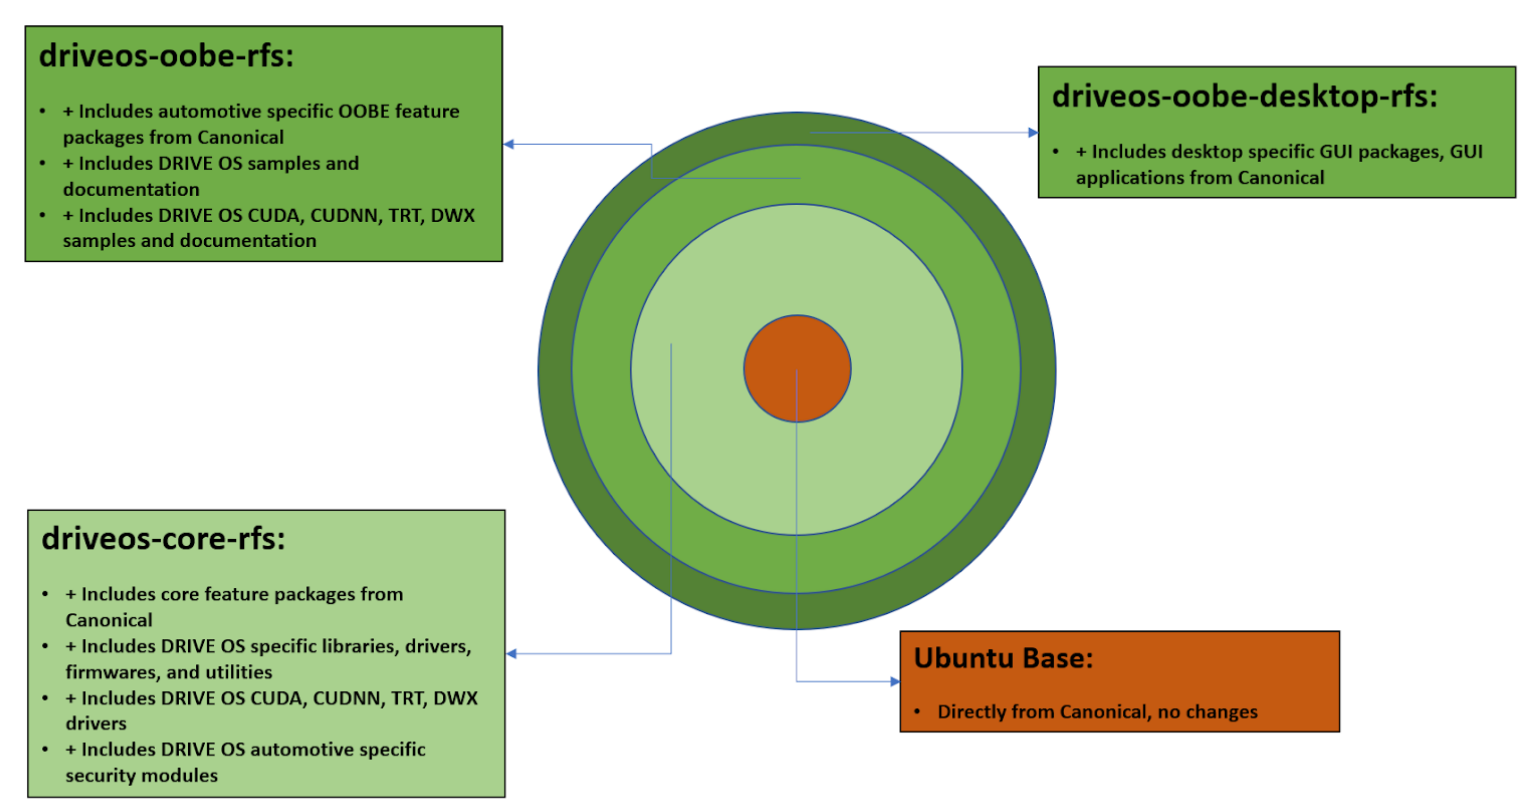 driveos-oobe-rfs:
• + Includes automotive specific OOBE feature
packages from Canonical
• + Includes DRIVE OS samples and
documentation
• + Includes DRIVE OS CUDA, CUDNN, TRT, DWX
samples and documentation
driveos-oobe-desktop-rfs:
• + Includes desktop specific GUI packages, GUI
applications from Canonical
driveos-core-rfs:
• + Includes core feature packages from
Canonical
• + Includes DRIVE OS specific libraries, drivers,
firmwares, and utilities
• + Includes DRIVE OS CUDA, CUDNN, TRT, DWX
drivers
• + Includes DRIVE OS automotive specific
security modules
Ubuntu Base:
• Directly from Canonical, no changes